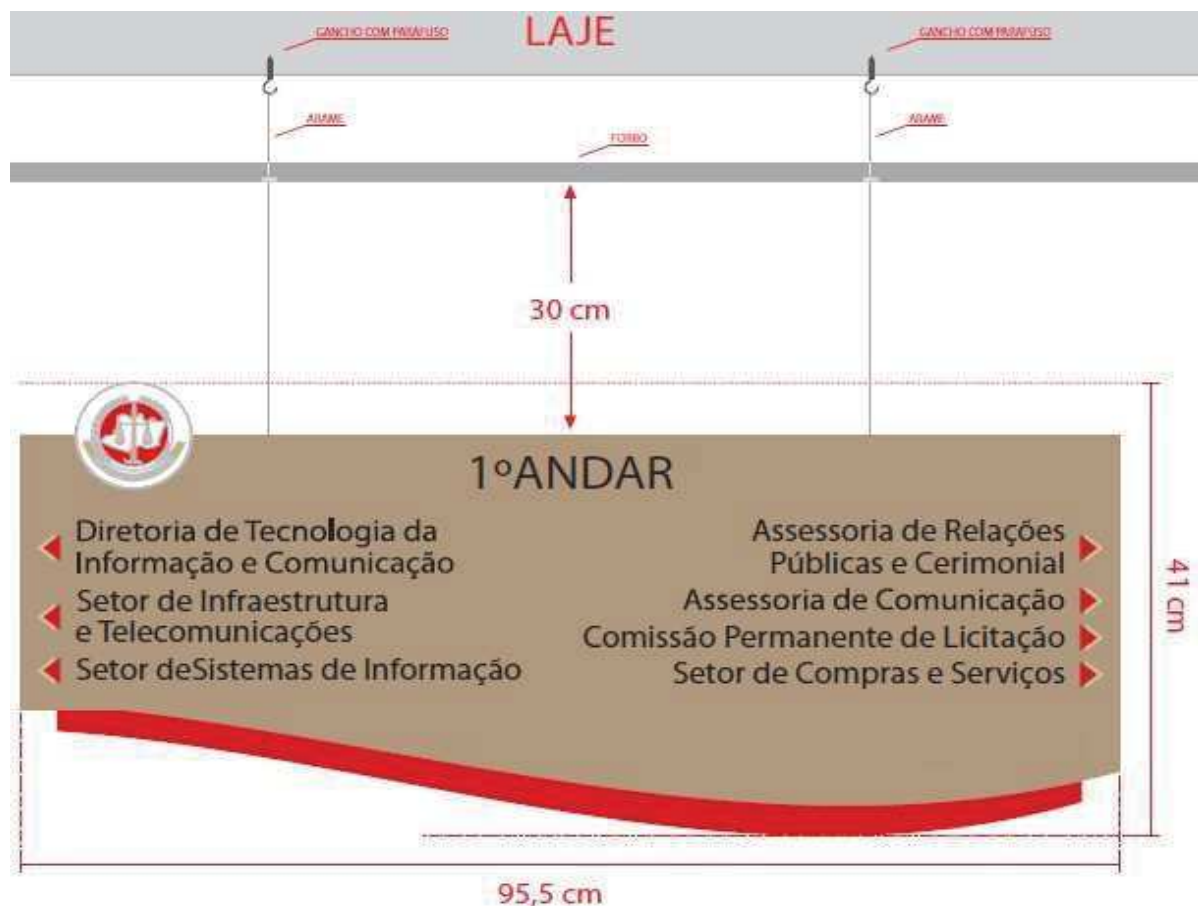 GANCHO COM PARAFUSO
LAJE
GANCHO COM PARAFUSO
ARAME
FORRO
ARAME
30 cm
1ºANDAR
Diretoria de Tecnologia da
Informação e Comunicação
Setor de Infraestrutura
e Telecomunicações
Setor deSistemas de Informação
Assessoria de Relações
Públicas e Cerimonial
Assessoria de Comunicação
Comissão Permanente de Licitação
Setor de Compras e Serviços
41 cm
95,5 cm